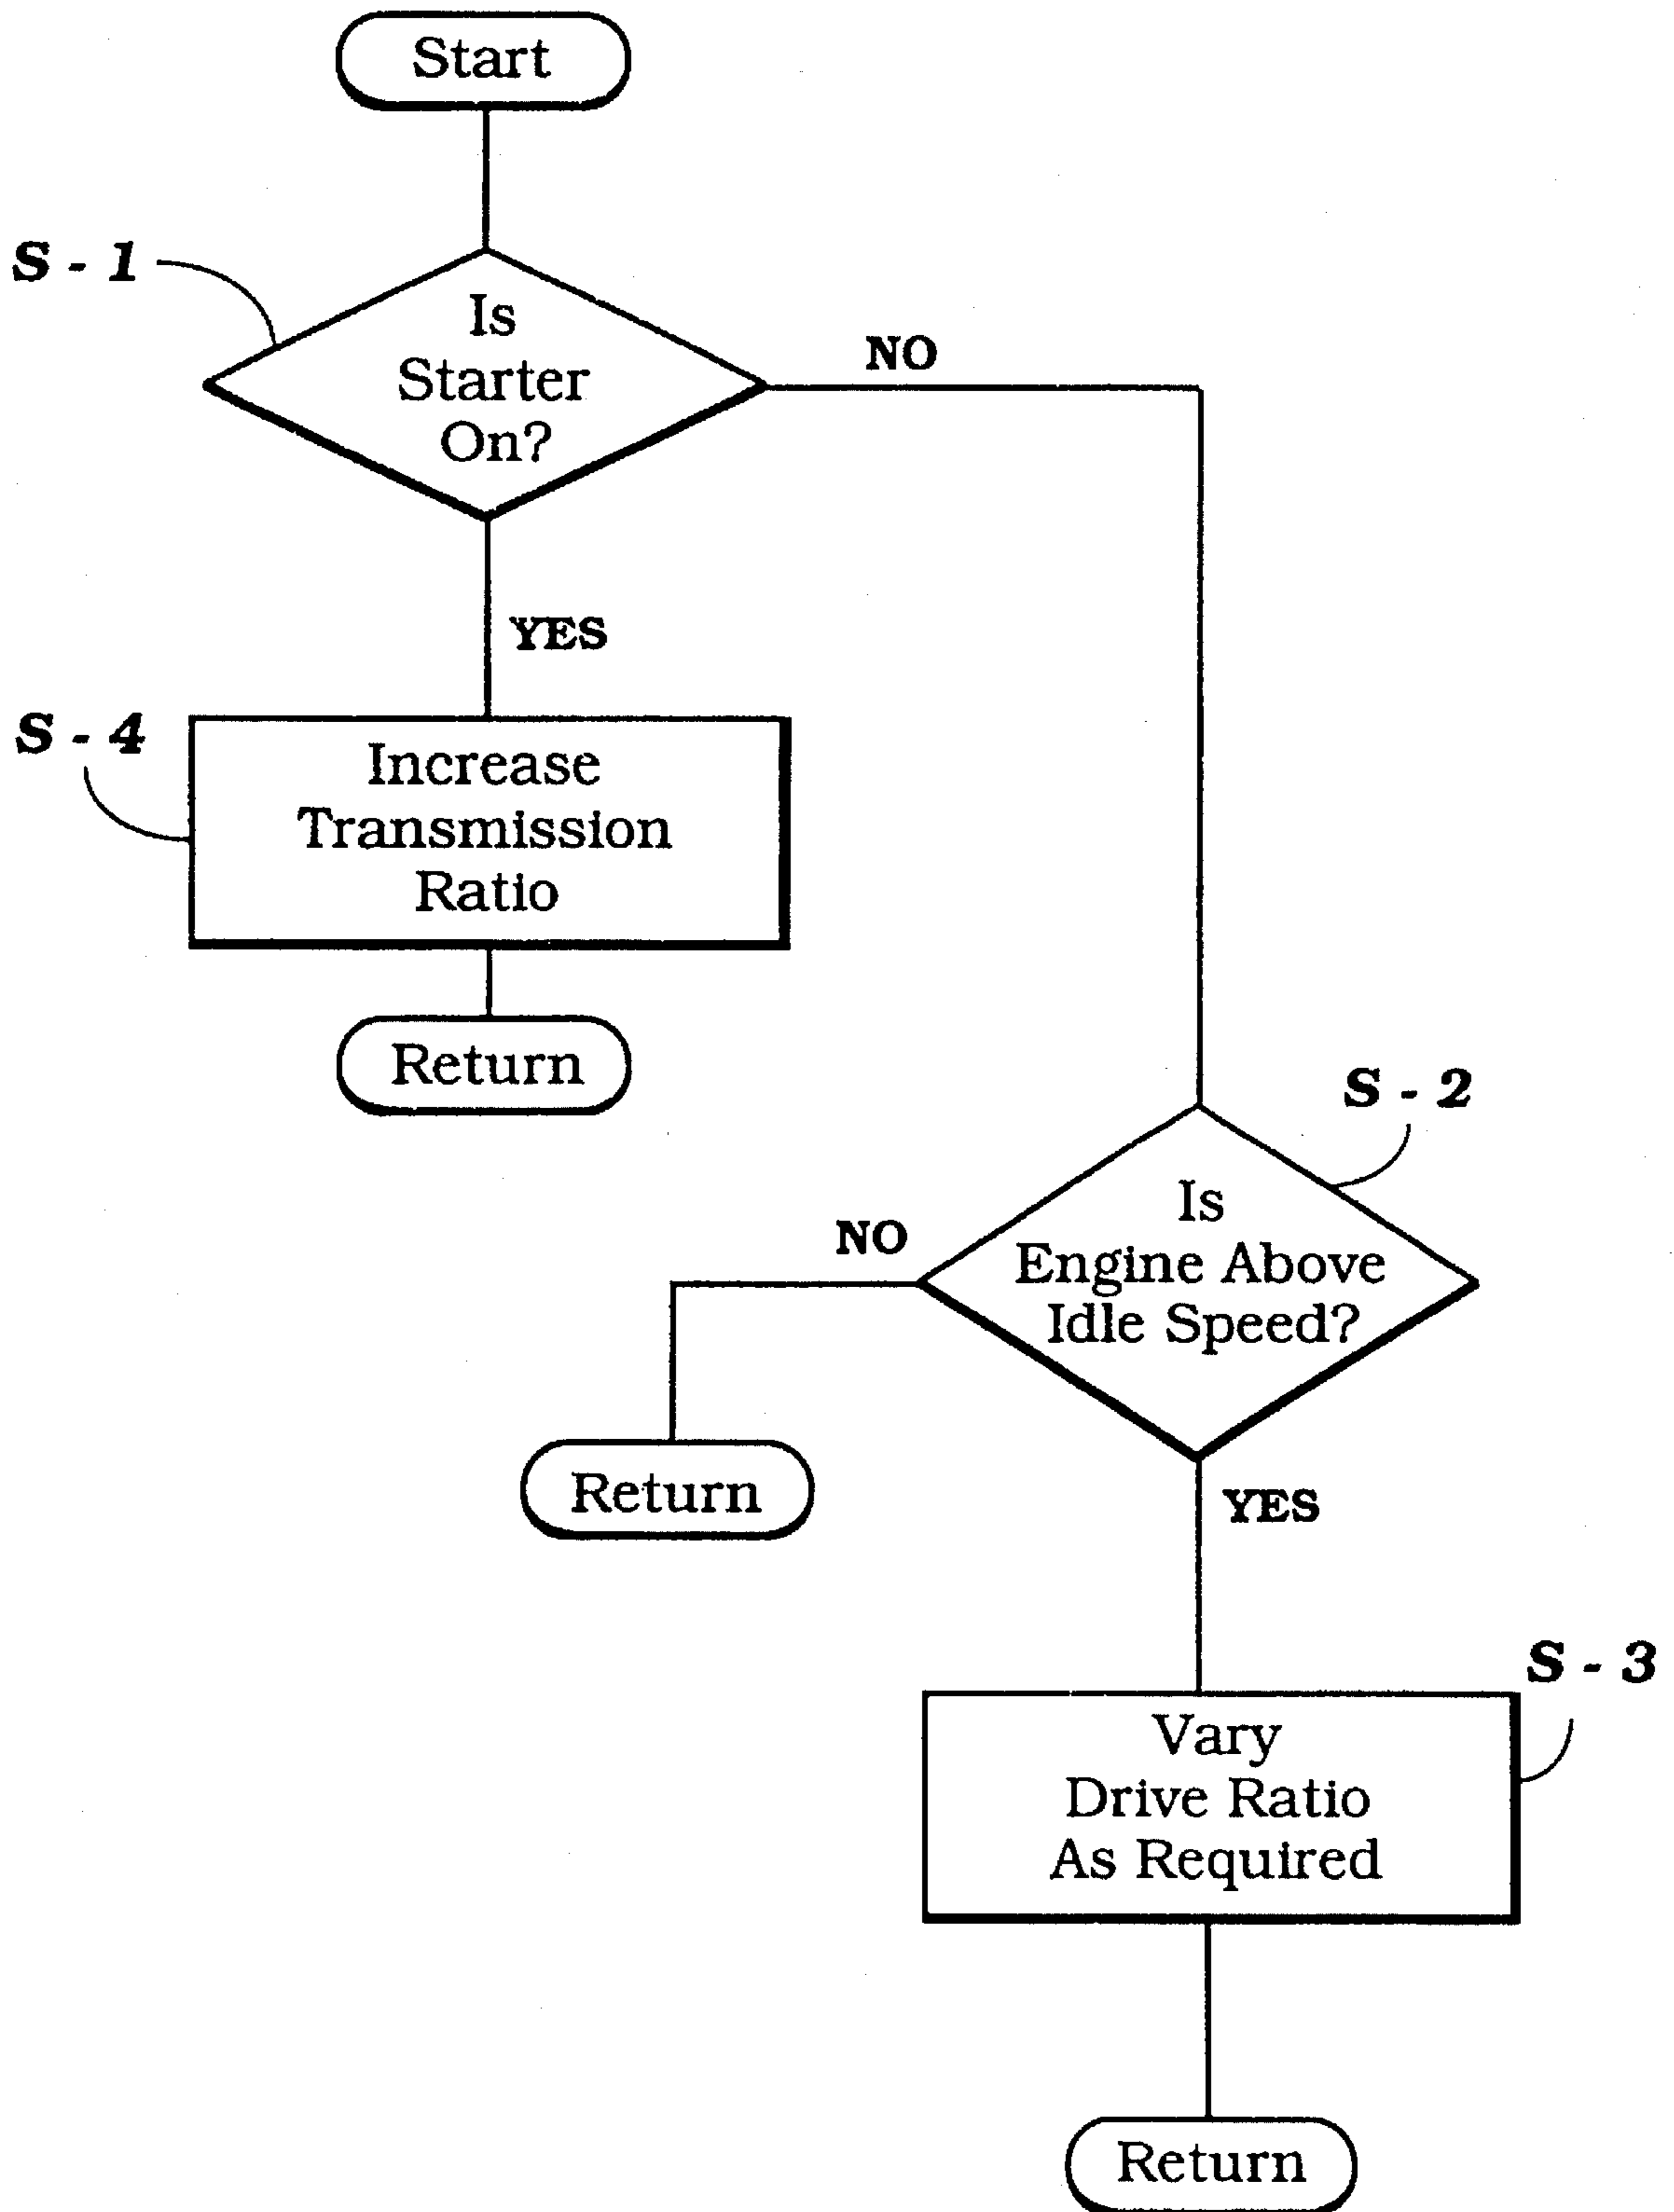 Start
S - 1
Is
Starter
On?
NO
YES
S - 4
Increase
Transmission
Ratio
Return
S - 2
Is
Engine Above
Idle Speed?
NO
Return
YES
S - 3
Vary
Drive Ratio
As Required
Return